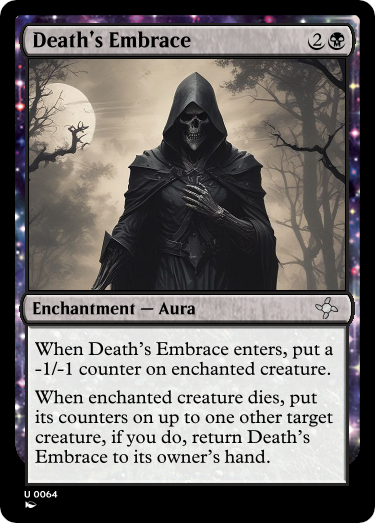 Death's Embrace 2
Enchantment — Aura
When Death's Embrace enters, put a
-1/-1 counter on enchanted creature.
When enchanted creature dies, put
its counters on up to one other target
creature, if you do, return Death's
Embrace to its owner's hand.
U 0064